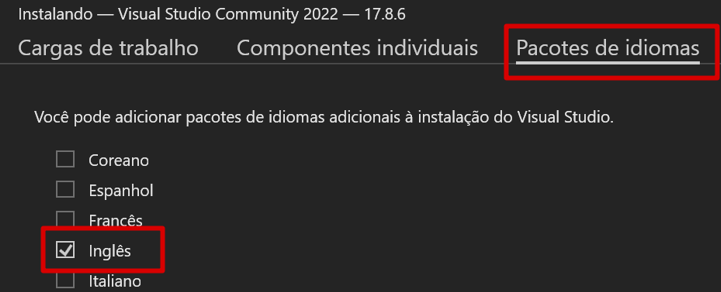 Instalando — Visual Studio Community 2022 — 17.8.6
Cargas de trabalho Componentes individuais Pacotes de idiomas
Você pode adicionar pacotes de idiomas adicionais à instalação do Visual Studio.
Coreano
Espanhol
Francês
Inglês
Italiano